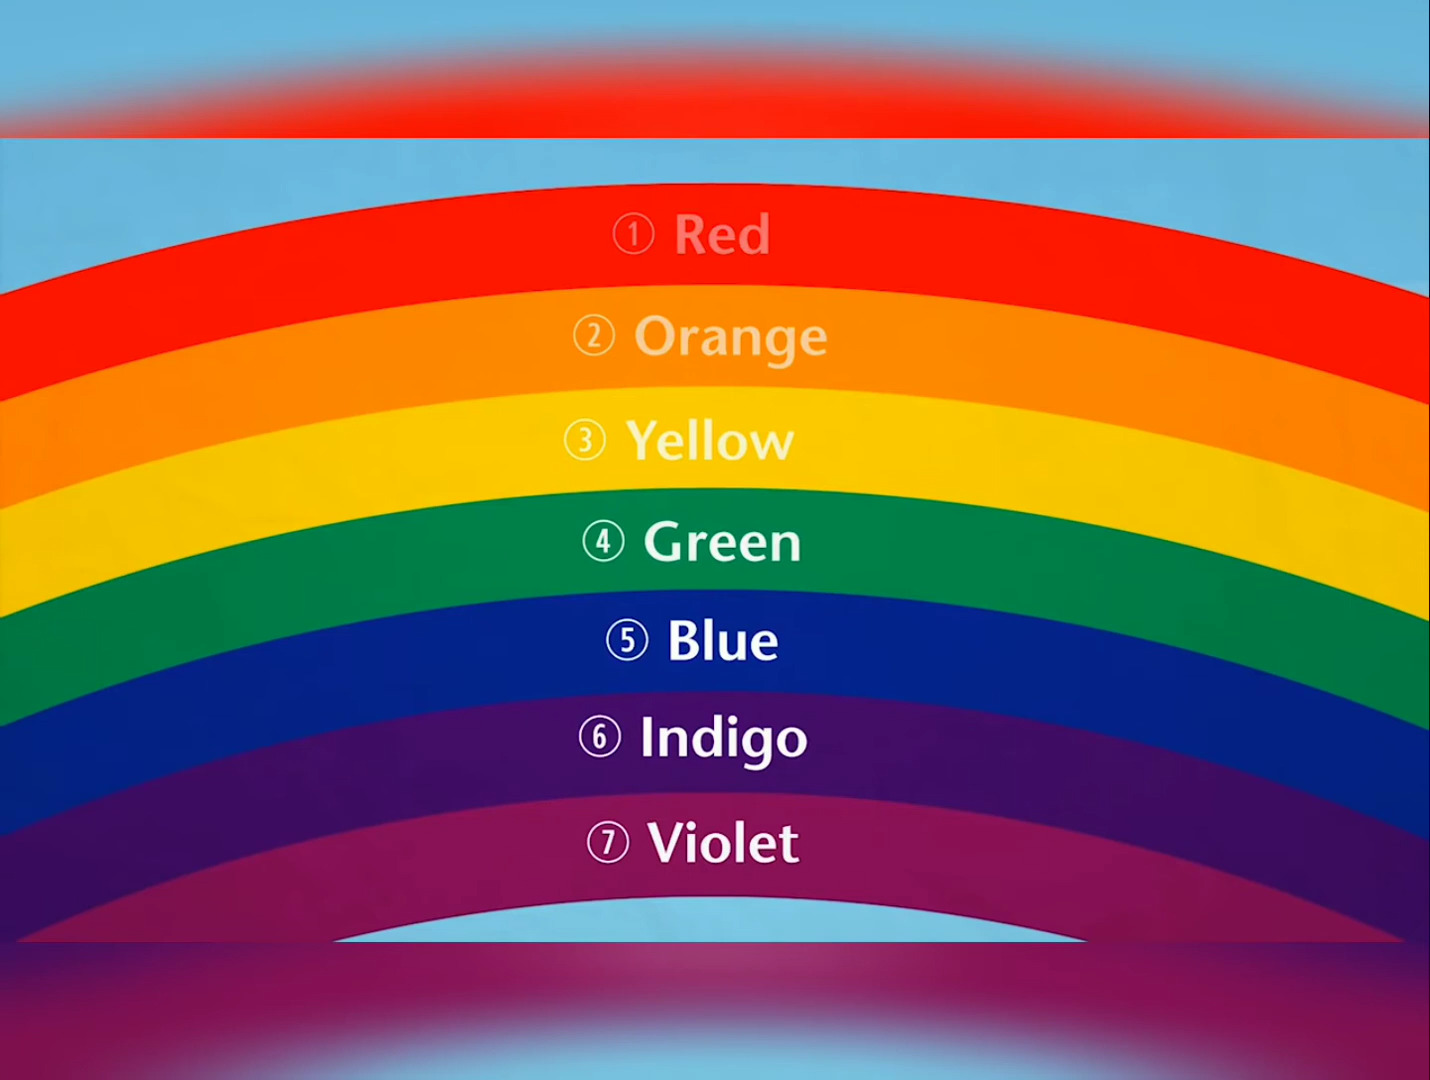 ① Red
② Orange
③ Yellow
④ Green
⑤ Blue
⑥ Indigo
⑦ Violet